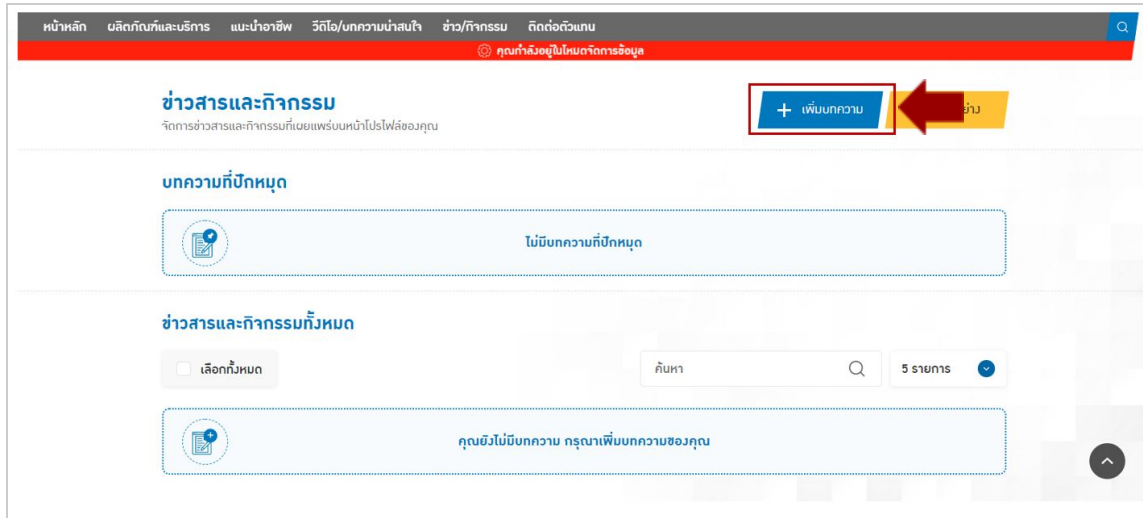 หน้าหลัก ผลิตภัณฑ์และบริการ แนะนำอาชีพ วีดีโอ/บทความน่าสนใจ ข่าว/กิจกรรม ติดต่อตัวแทน
คุณกำลังอยู่ในโหมดจัดการข้อมูล
ข่าวสารและกิจกรรม
จัดการข่าวสารและกิจกรรมที่เผยแพร่บนหน้าโปรไฟล์ของคุณ
เพิ่มบทความ
บทความที่ปักหมุด
ไม่มีบทความที่ปักหมุด
ข่าวสารและกิจกรรมทั้งหมด
เลือกทั้งหมด ค้นหา 5 รายการ
คุณยังไม่มีบทความ กรุณาเพิ่มบทความของคุณ